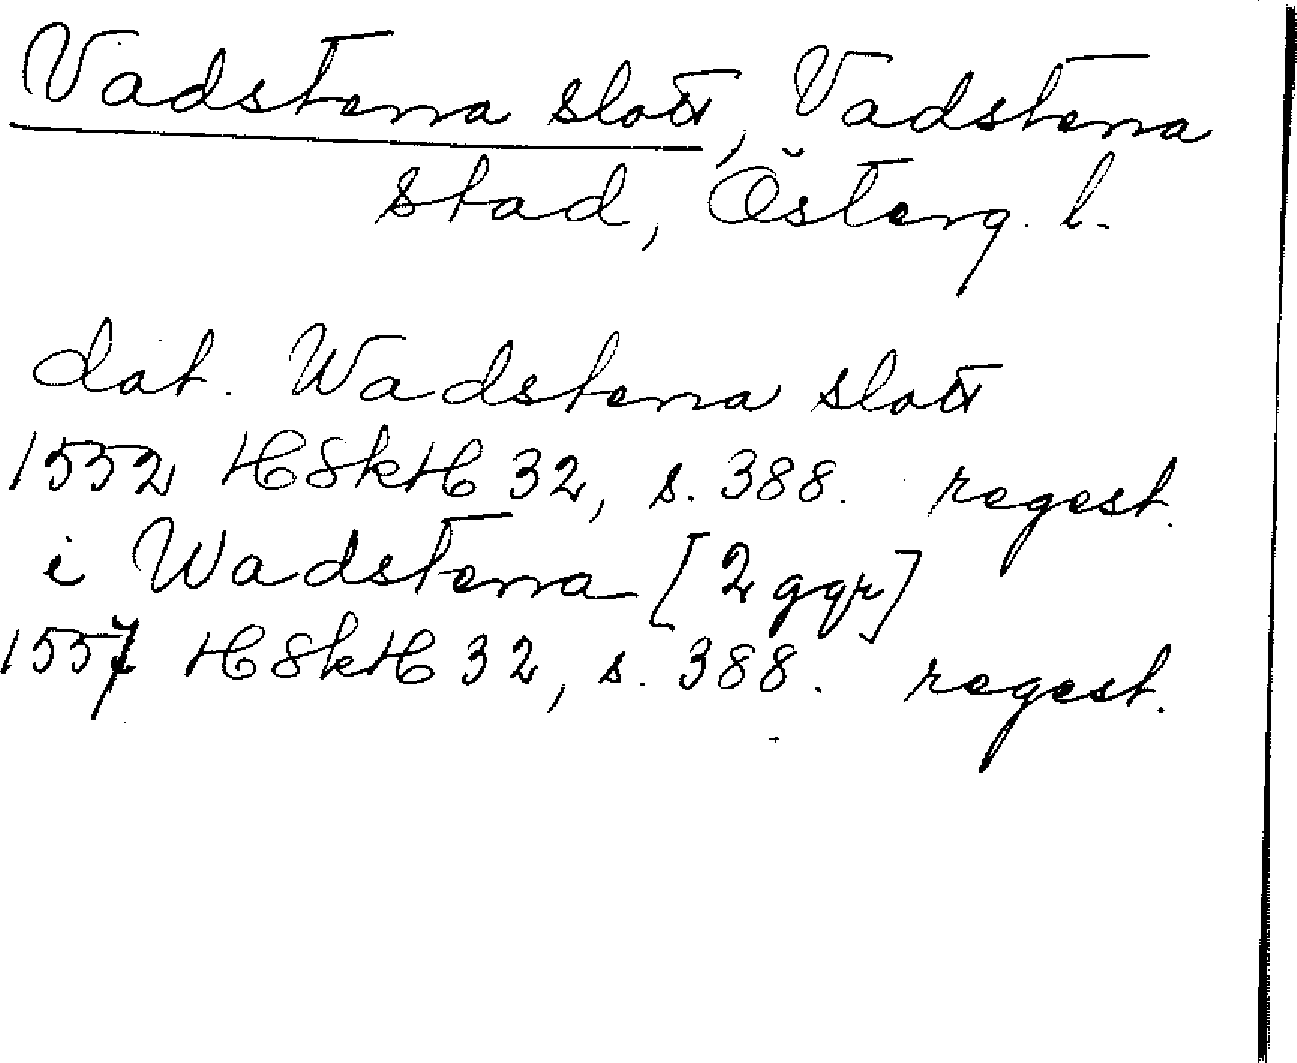 Vadstena slott, Vadstena
stad, Österg. l.
dat. Wadstena slott
1552 HSkH 32, s. 388. regest.
i Wadstena [2 ggr]
1557 HSkH 32, s. 388. regest.